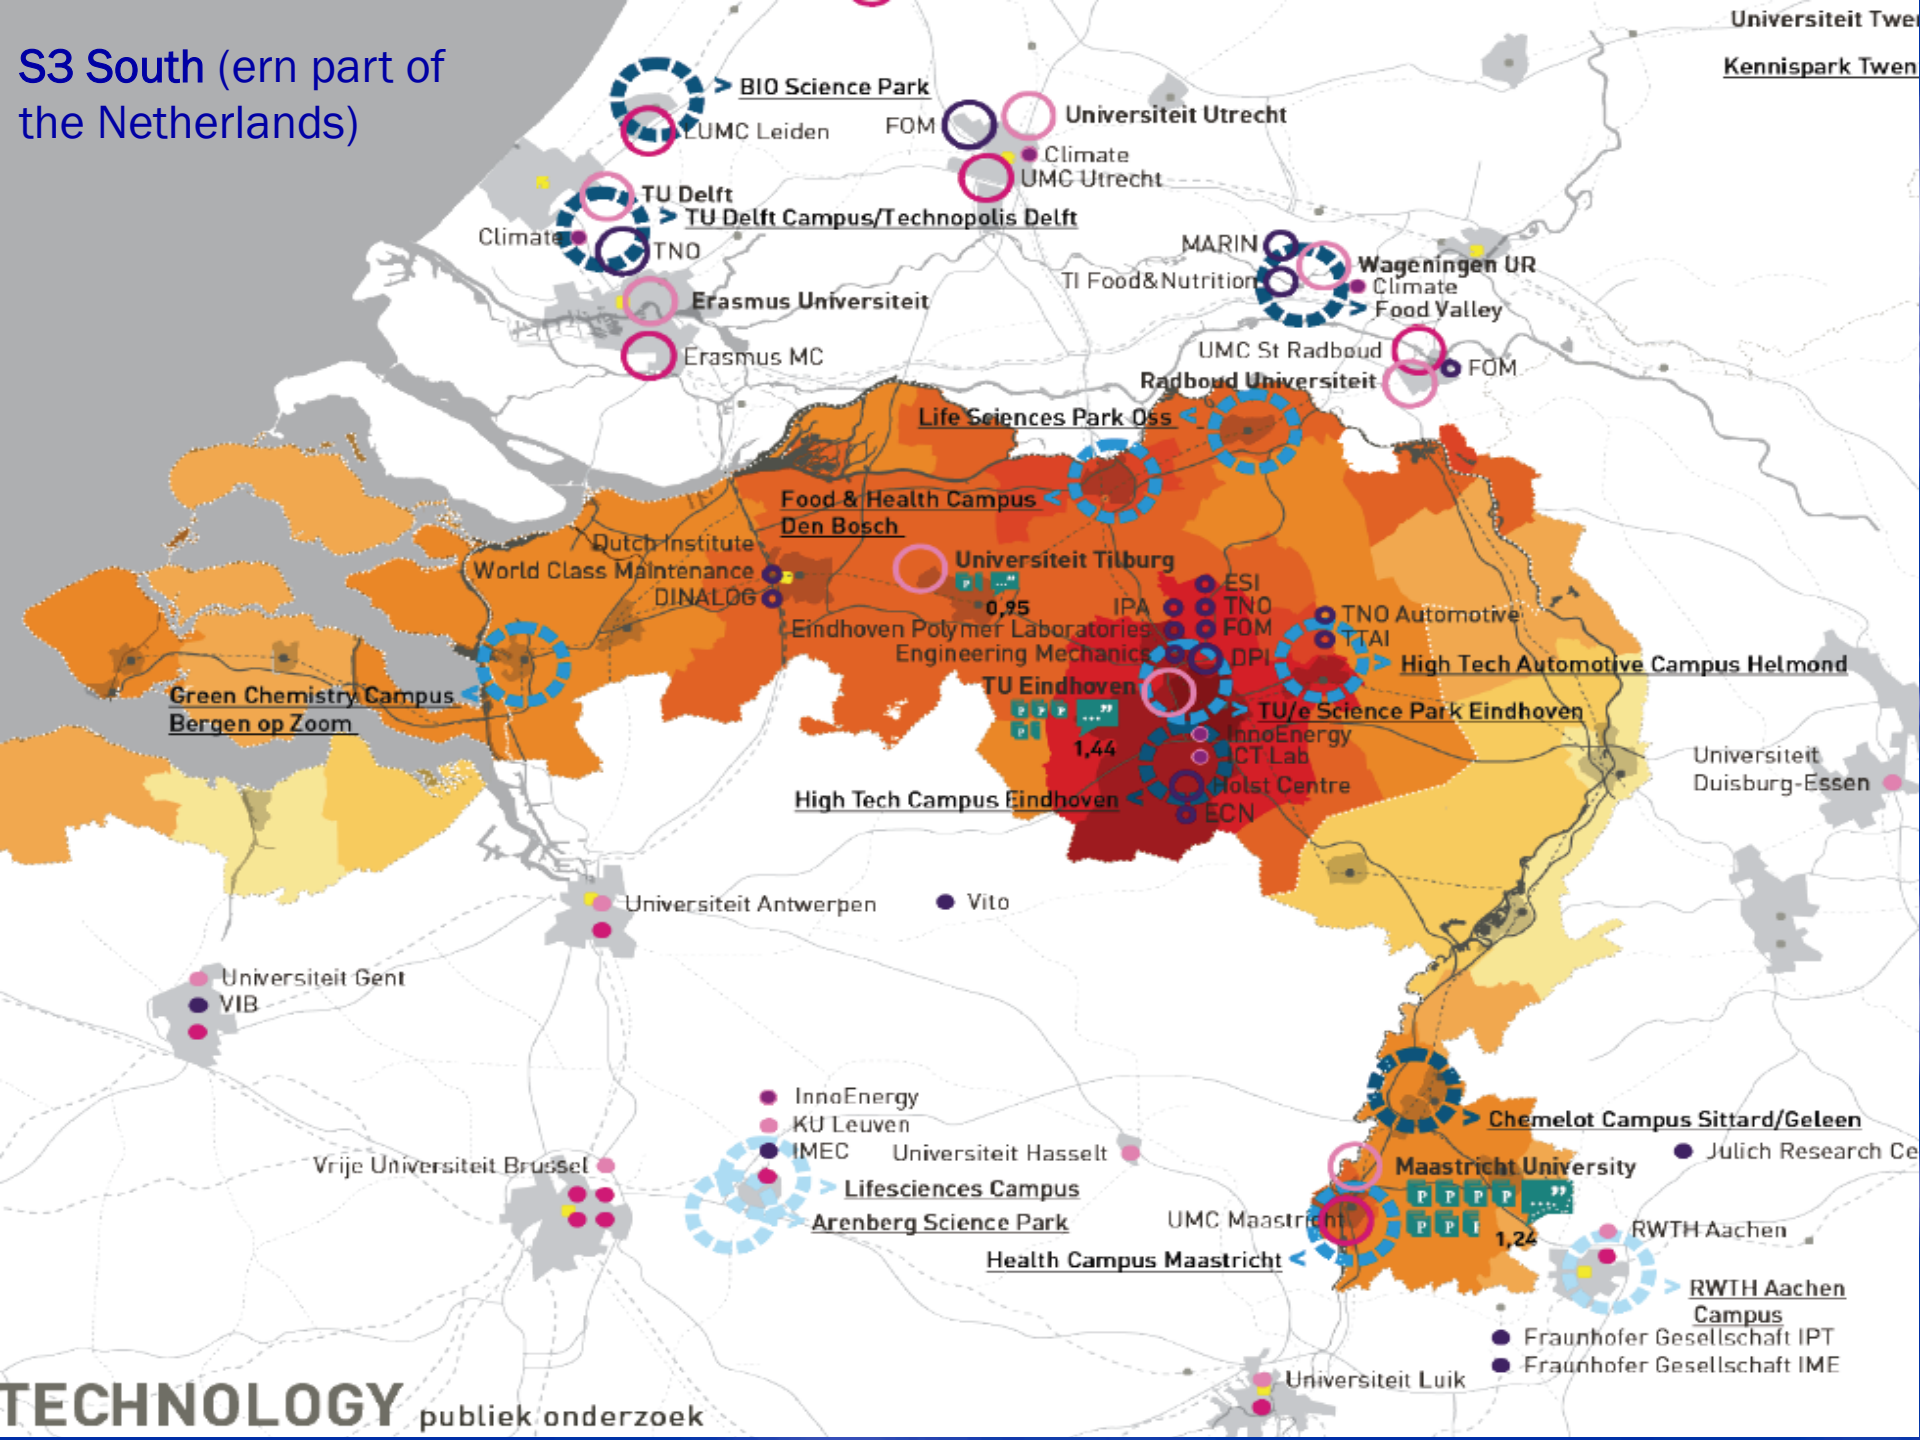 S3 South (ern part of
the Netherlands)
Universiteit Twe
Kennispark Twen
> BIO Science Park
LUMC Leiden
FOM
Universiteit Utrecht
Climate
UMC Utrecht
TU Delft
> TU Delft Campus/Technopolis Delft
Climate
TNO
MARIN
Wageningen UR
TI Food&Nutrition
Climate
> Food Valley
Erasmus Universiteit
Erasmus MC
UMC St Radboud
FOM
Radboud Universiteit
Life Sciences Park Oss <
Food & Health Campus <
Den Bosch
Dutch Institute
World Class Maintenance
DINALOG
Universiteit Tilburg
P ..."
0,95
ESI
IPA
TNO
Eindhoven Polymer Laboratories
FOM
Engineering Mechanics
DPI
TNO Automotive
TTAI
> High Tech Automotive Campus Helmond
TU Eindhoven
P P P ..."
P
1,44
> TU/e Science Park Eindhoven
InnoEnergy
ICT Lab
Holst Centre
High Tech Campus Eindhoven <
ECN
Green Chemistry Campus <
Bergen op Zoom
Universiteit
Duisburg-Essen
Universiteit Antwerpen
Vito
Universiteit Gent
VIB
InnoEnergy
KU Leuven
IMEC
Universiteit Hasselt
Vrije Universiteit Brussel
> Lifesciences Campus
> Arenberg Science Park
> Chemelot Campus Sittard/Geleen
Julich Research Ce
Maastricht University
P P P P ...."
P P P
1,24
UMC Maastricht
Health Campus Maastricht <
RWTH Aachen
> RWTH Aachen
Campus
Fraunhofer Gesellschaft IPT
Fraunhofer Gesellschaft IME
Universiteit Luik
TECHNOLOGY publiek onderzoek